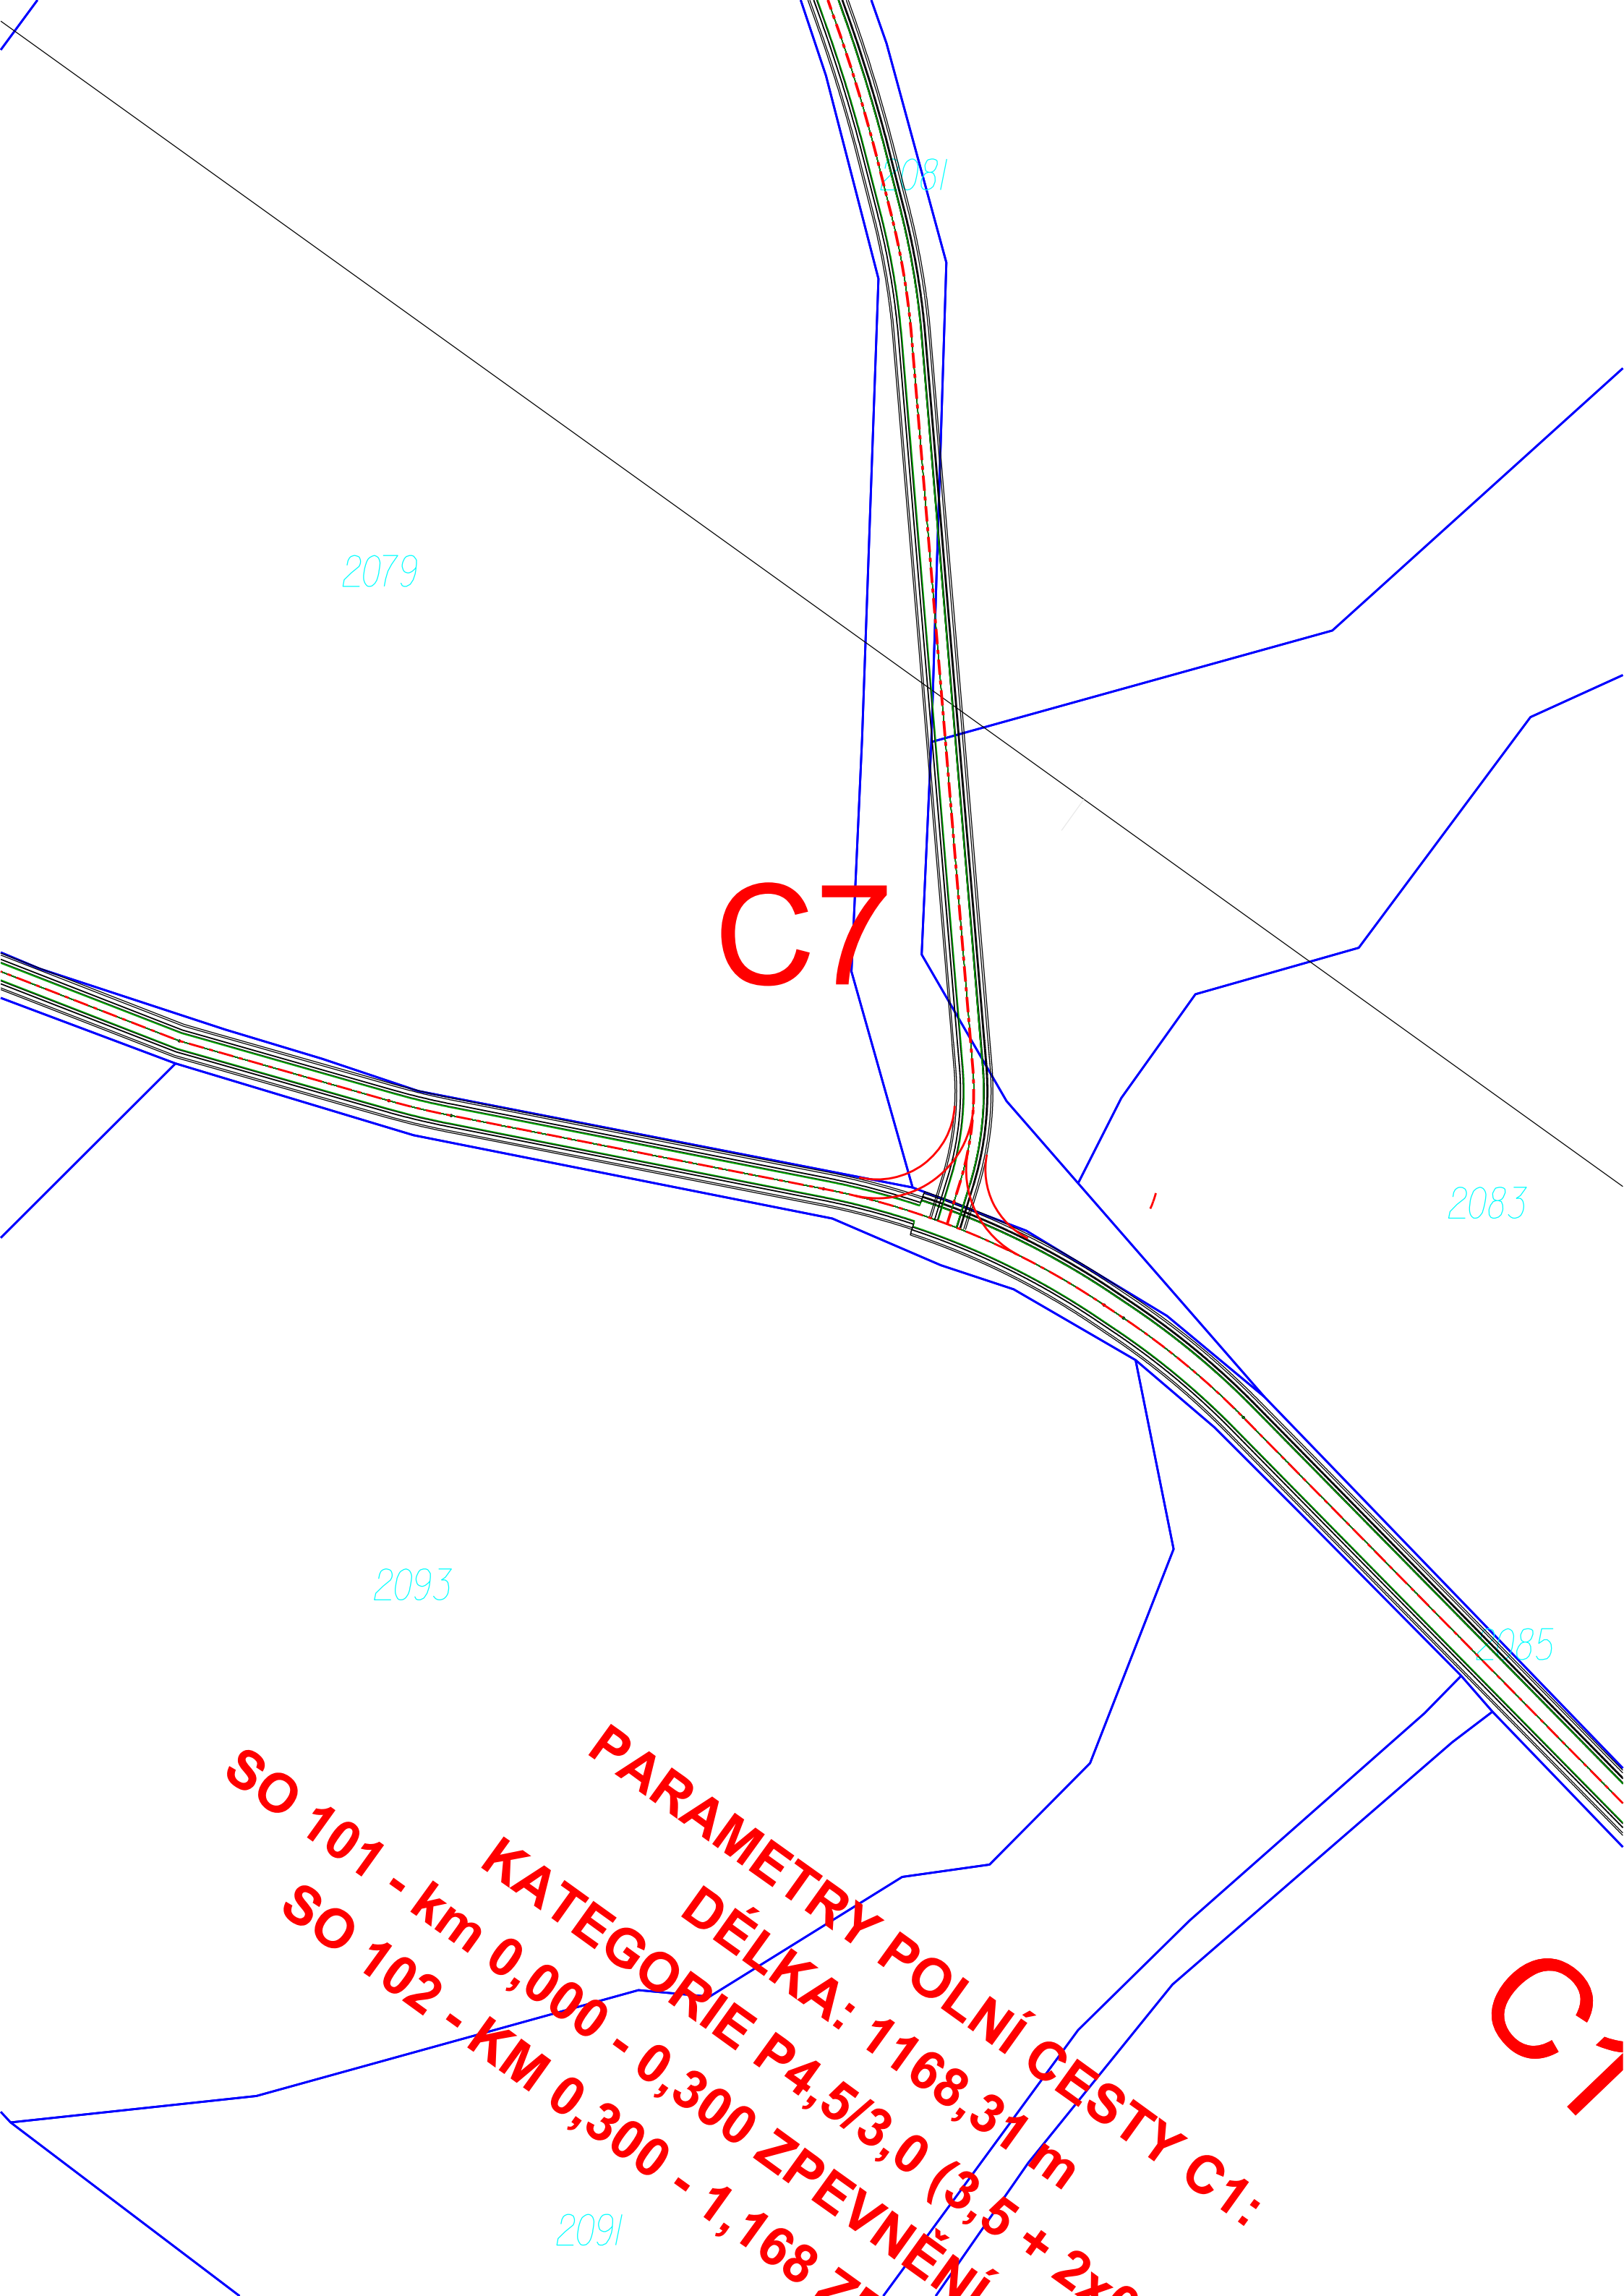 2081
2079
C7
2083
2093
2085
PARAMETRY POLNÍ CESTY C1:
DÉLKA: 1168,31 m
KATEGORIE P4,5/3,0 (3,5 + 2x0
SO 101 - km 0,000 - 0,300 ZPEVNĚNÍ
SO 102 - KM 0,300 - 1,168
C1
2091